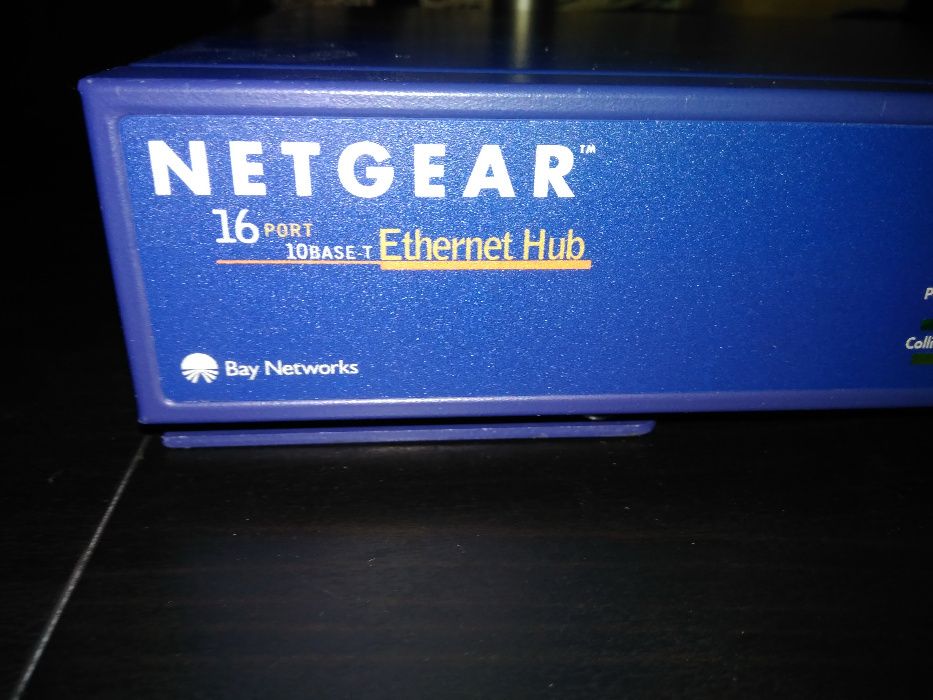 NETGEAR™
16 PORT
10BASE-T Ethernet Hub
Bay Networks